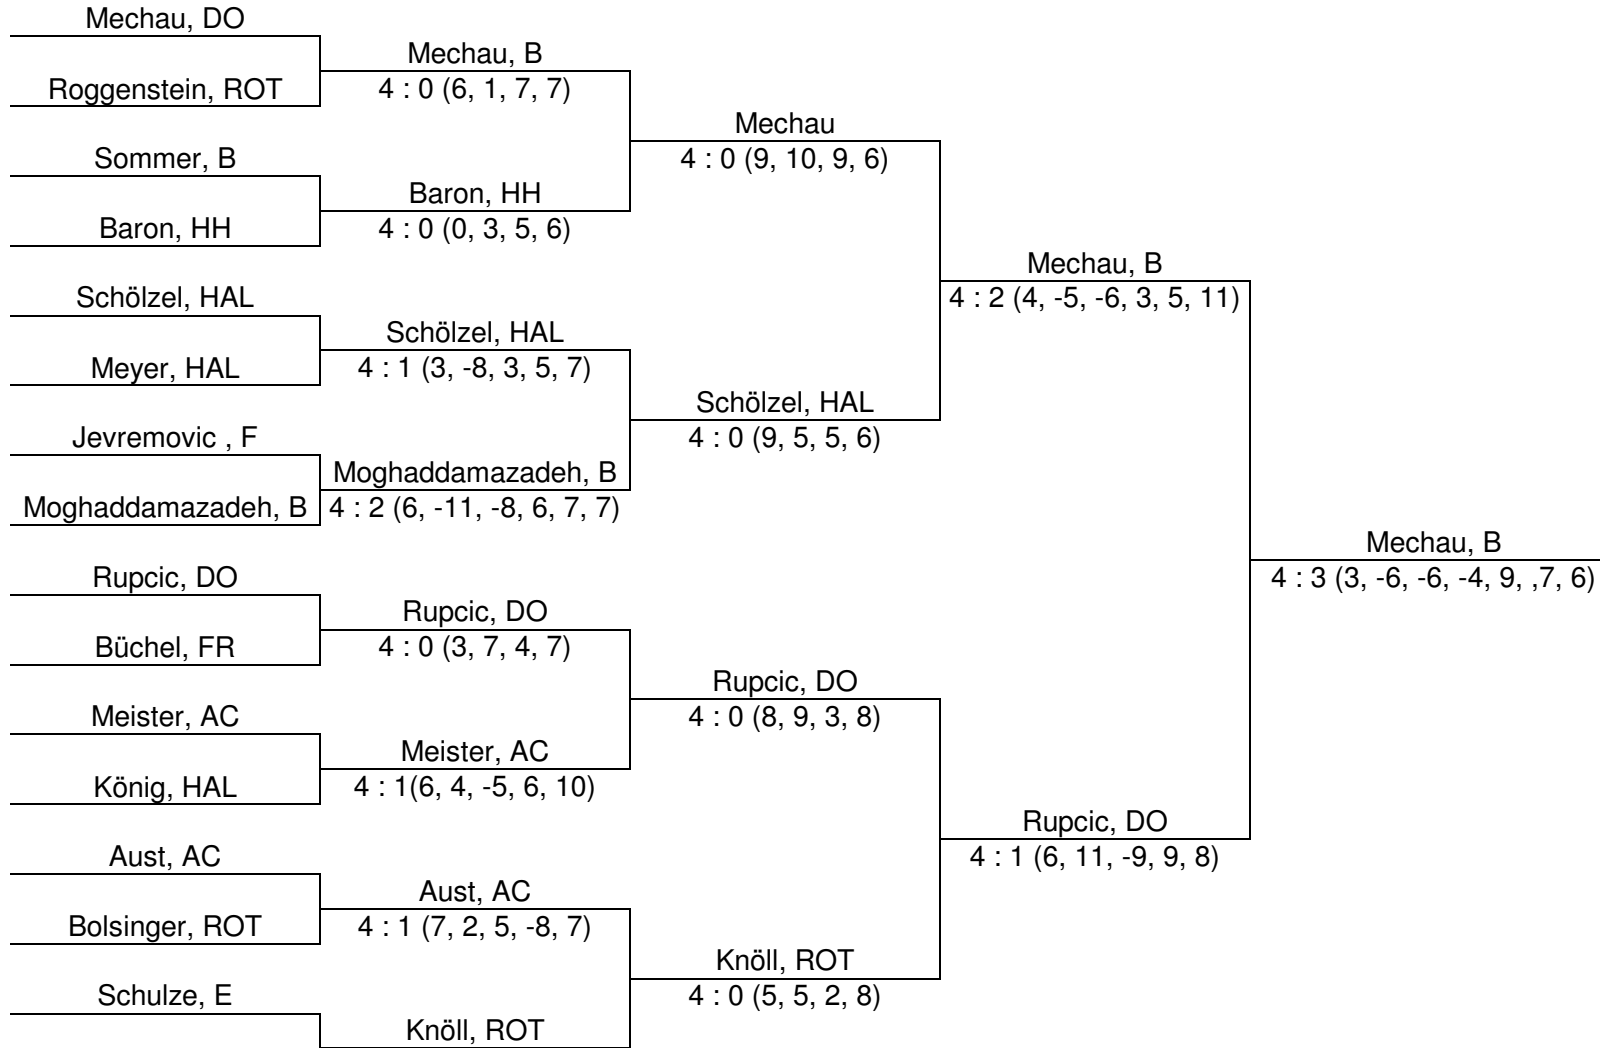 Mechau, DO
Mechau, B
Roggenstein, ROT
4 : 0 (6, 1, 7, 7)
Mechau
Sommer, B
4 : 0 (9, 10, 9, 6)
Baron, HH
Baron, HH
4 : 0 (0, 3, 5, 6)
Mechau, B
Schölzel, HAL
4 : 2 (4, -5, -6, 3, 5, 11)
Schölzel, HAL
Meyer, HAL
4 : 1 (3, -8, 3, 5, 7)
Schölzel, HAL
Jevremovic , F
4 : 0 (9, 5, 5, 6)
Moghaddamazadeh, B
Moghaddamazadeh, B
4 : 2 (6, -11, -8, 6, 7, 7)
Mechau, B
Rupcic, DO
4 : 3 (3, -6, -6, -4, 9, ,7, 6)
Rupcic, DO
Büchel, FR
4 : 0 (3, 7, 4, 7)
Rupcic, DO
Meister, AC
4 : 0 (8, 9, 3, 8)
Meister, AC
König, HAL
4 : 1(6, 4, -5, 6, 10)
Rupcic, DO
Aust, AC
4 : 1 (6, 11, -9, 9, 8)
Aust, AC
Bolsinger, ROT
4 : 1 (7, 2, 5, -8, 7)
Knöll, ROT
Schulze, E
4 : 0 (5, 5, 2, 8)
Knöll, ROT